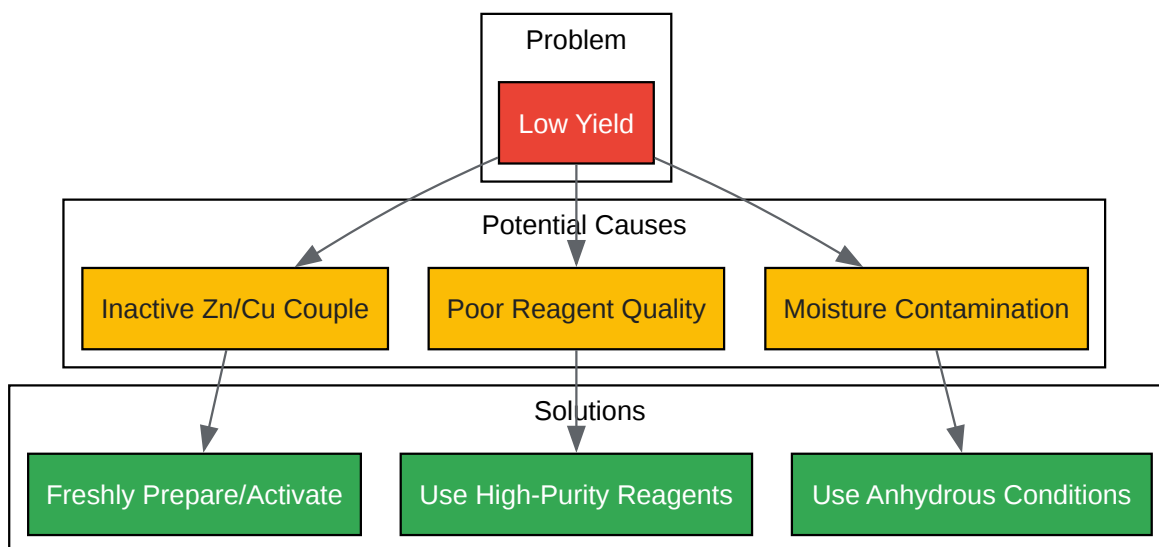 Problem
Low Yield
Potential Causes
Inactive Zn/Cu Couple
Poor Reagent Quality
Moisture Contamination
Solutions
Freshly Prepare/Activate
Use High-Purity Reagents
Use Anhydrous Conditions